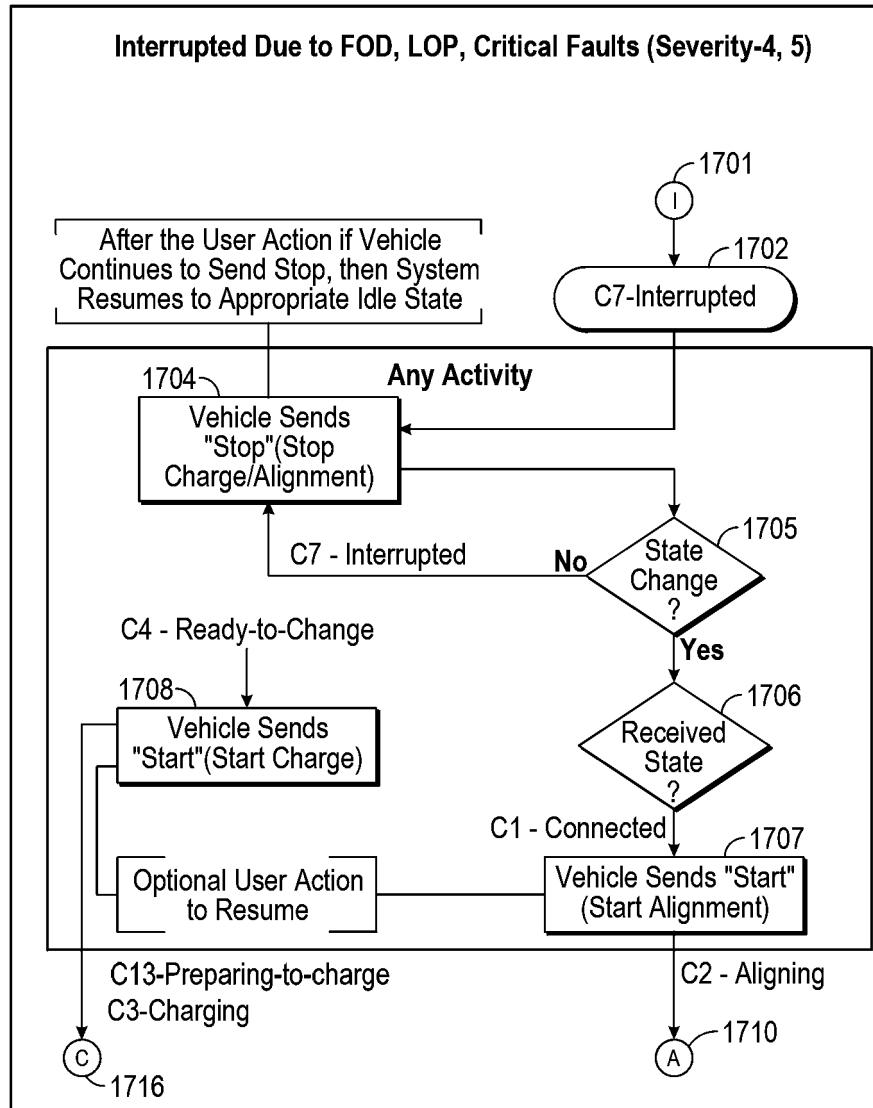 Interrupted Due to FOD, LOP, Critical Faults (Severity-4, 5)
1701
I
1702
C7-Interrupted
After the User Action if Vehicle
Continues to Send Stop, then System
Resumes to Appropriate Idle State
Any Activity
1704
Vehicle Sends
"Stop"(Stop
Charge/Alignment)
1705
State
Change
?
No
C7 - Interrupted
Yes
C4 - Ready-to-Change
1708
Vehicle Sends
"Start"(Start Charge)
1706
Received
State
?
C1 - Connected
1707
Vehicle Sends "Start"
(Start Alignment)
Optional User Action
to Resume
C13-Preparing-to-charge
C3-Charging
C2 - Aligning
C
1716
A
1710